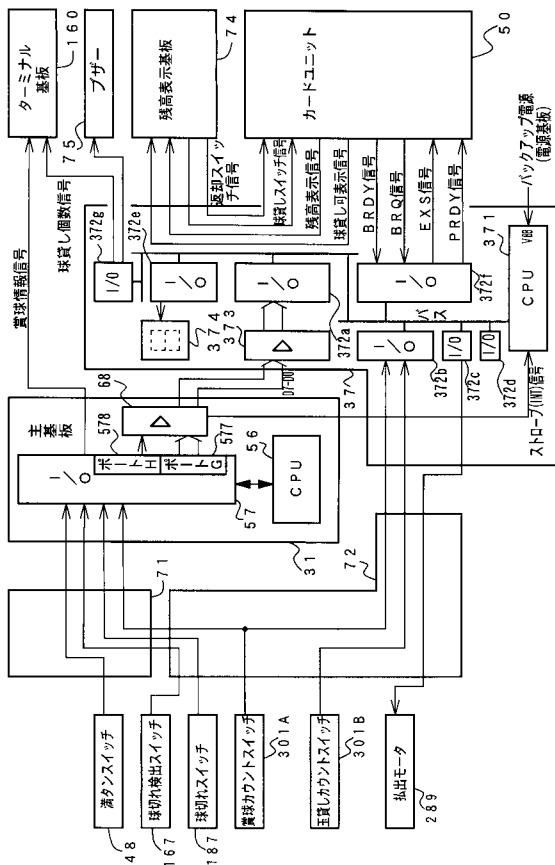 ターミナル
基板
160
ブザー
75
残高表示基板
74
カードユニット
50
賞球情報信号
球貸し個数信号
372g
I/O
372e
I/O
374
373
I/O
372a
返却スイッ
チ信号
球貸しスイッチ信号
残高表示信号
球貸し可表示信号
BRDY信号
BRQ信号
EXS信号
PRDY信号
I/O
372f
バス
I/O
372b
I/O
372c
I/O
372d
371
CPU
VBB
バックアップ電源
(電源基板)
37
ストローブ(INT)信号
D7-D0
主基板
68
578
ポートH
ポートG
577
I/O
57
56
CPU
31
71
72
満タンスイッチ
48
球切れ検出スイッチ
167
球切れスイッチ
187
賞球カウントスイッチ
301A
玉貸しカウントスイッチ
301B
払出モータ
289